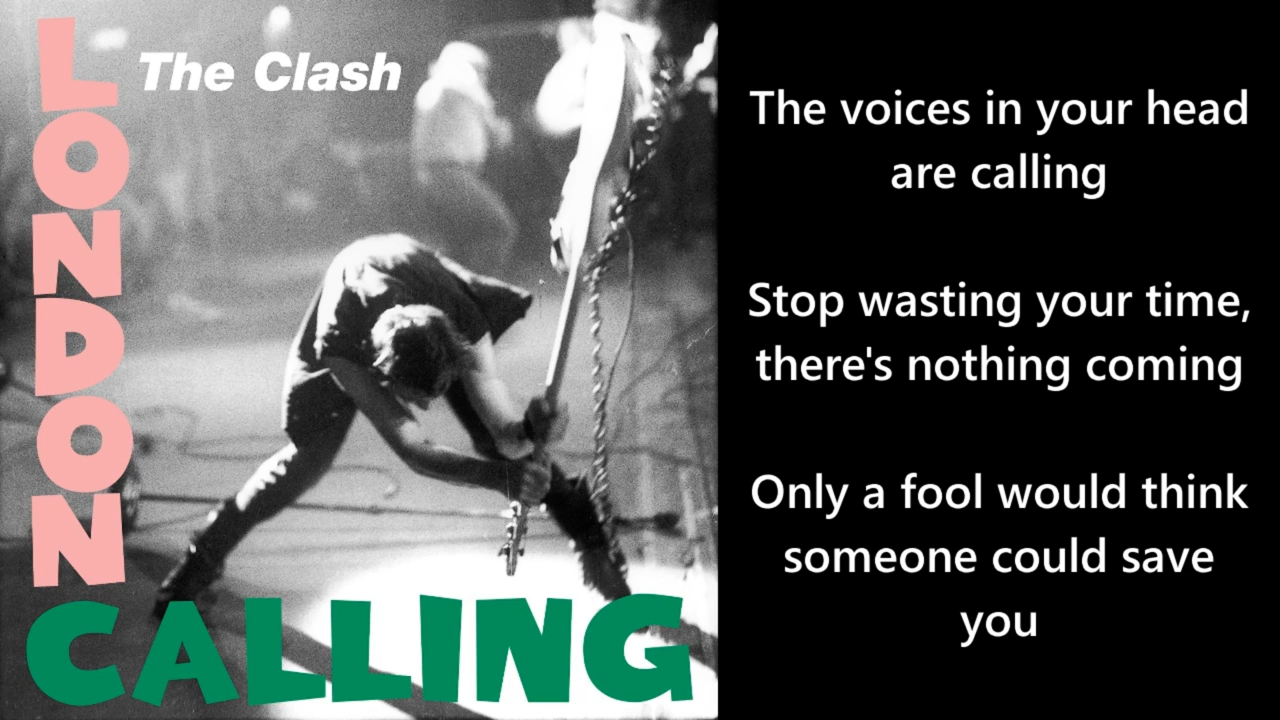 LONDON
The Clash
CALLING
The voices in your head
are calling
Stop wasting your time,
there's nothing coming
Only a fool would think
someone could save
you